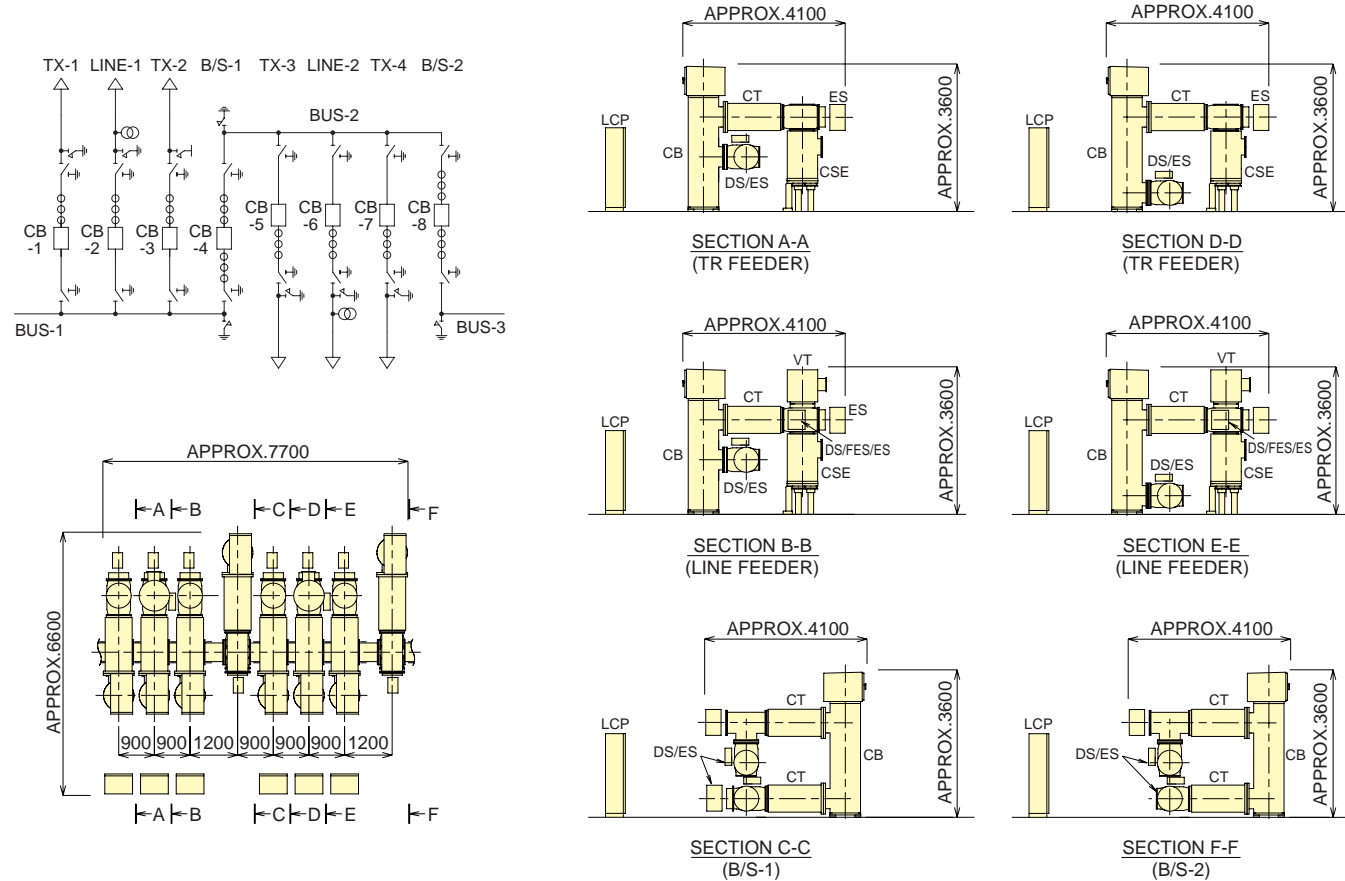 TX-1 LINE-1 TX-2 B/S-1 TX-3 LINE-2 TX-4 B/S-2
BUS-2
CB
-1
CB
-2
CB
-3
CB
-4
CB
-5
CB
-6
CB
-7
CB
-8
BUS-1
BUS-3
APPROX.7700
A B C D E F
APPROX.6600
900 900 1200 900 900 900 1200
A B C D E F
APPROX.4100
APPROX.3600
LCP
CB
CT
ES
DS/ES
CSE
SECTION A-A
(TR FEEDER)
APPROX.4100
APPROX.3600
LCP
CB
CT
ES
DS/ES
CSE
SECTION D-D
(TR FEEDER)
APPROX.4100
APPROX.3600
VT
LCP
CB
CT
ES
DS/FES/ES
DS/ES
CSE
SECTION B-B
(LINE FEEDER)
APPROX.4100
APPROX.3600
VT
LCP
CB
CT
DS/FES/ES
DS/ES
CSE
SECTION E-E
(LINE FEEDER)
APPROX.4100
APPROX.3600
LCP
CT
DS/ES
CB
CT
SECTION C-C
(B/S-1)
APPROX.4100
APPROX.3600
LCP
CT
DS/ES
CB
CT
SECTION F-F
(B/S-2)